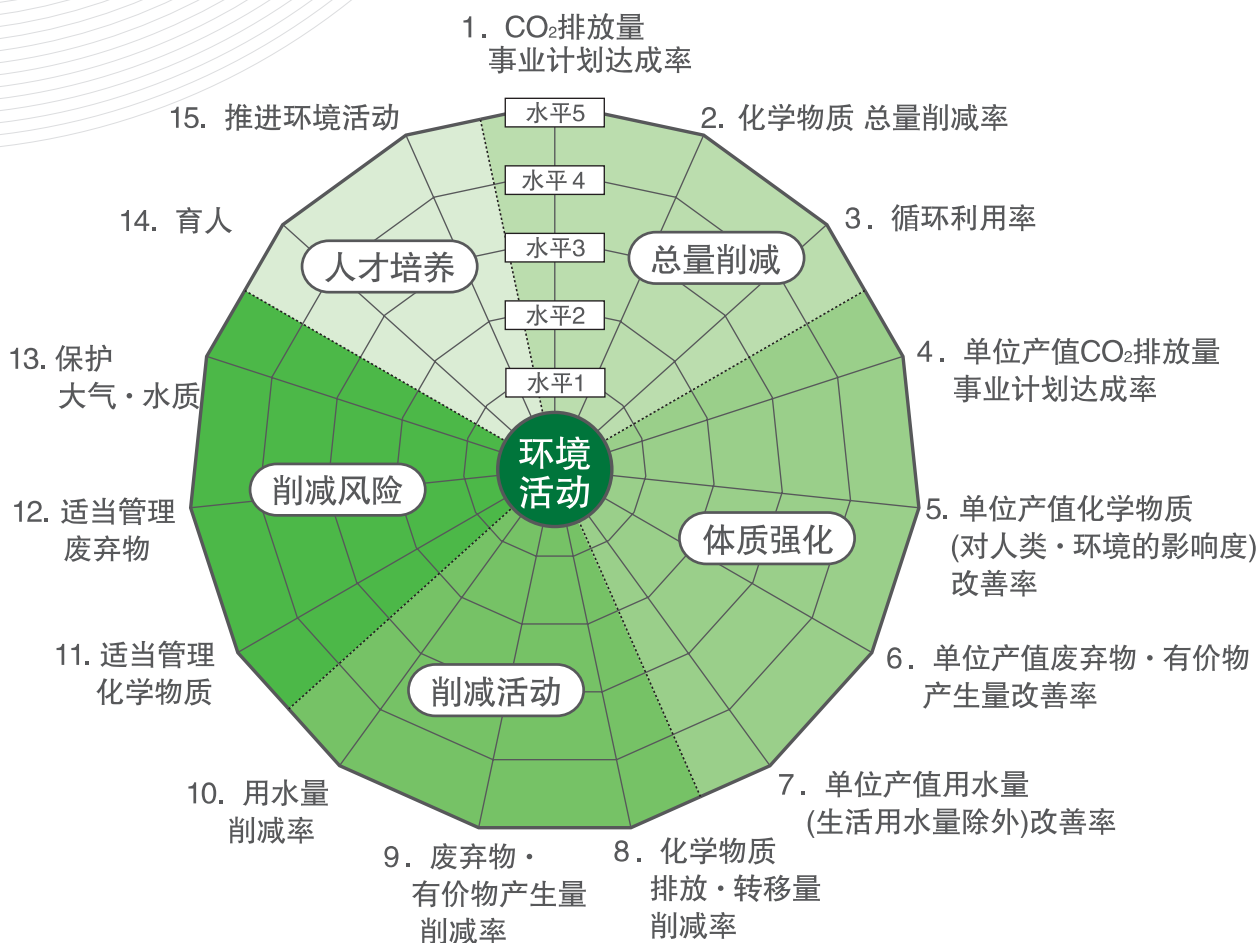 1. CO₂排放量
事业计划达成率
15. 推进环境活动
水平5
2. 化学物质 总量削减率
水平4
14. 育人
3. 循环利用率
水平3
人才培养
总量削减
水平2
13. 保护
大气·水质
4. 单位产值CO₂排放量
事业计划达成率
水平1
环境
活动
削减风险
12. 适当管理
废弃物
体质强化
5. 单位产值化学物质
(对人类·环境的影响度)
改善率
11. 适当管理
化学物质
削减活动
6. 单位产值废弃物·有价物
产生量改善率
10. 用水量
削减率
7. 单位产值用水量
(生活用水量除外)改善率
9. 废弃物·
有价物产生量
削减率
8. 化学物质
排放·转移量
削减率